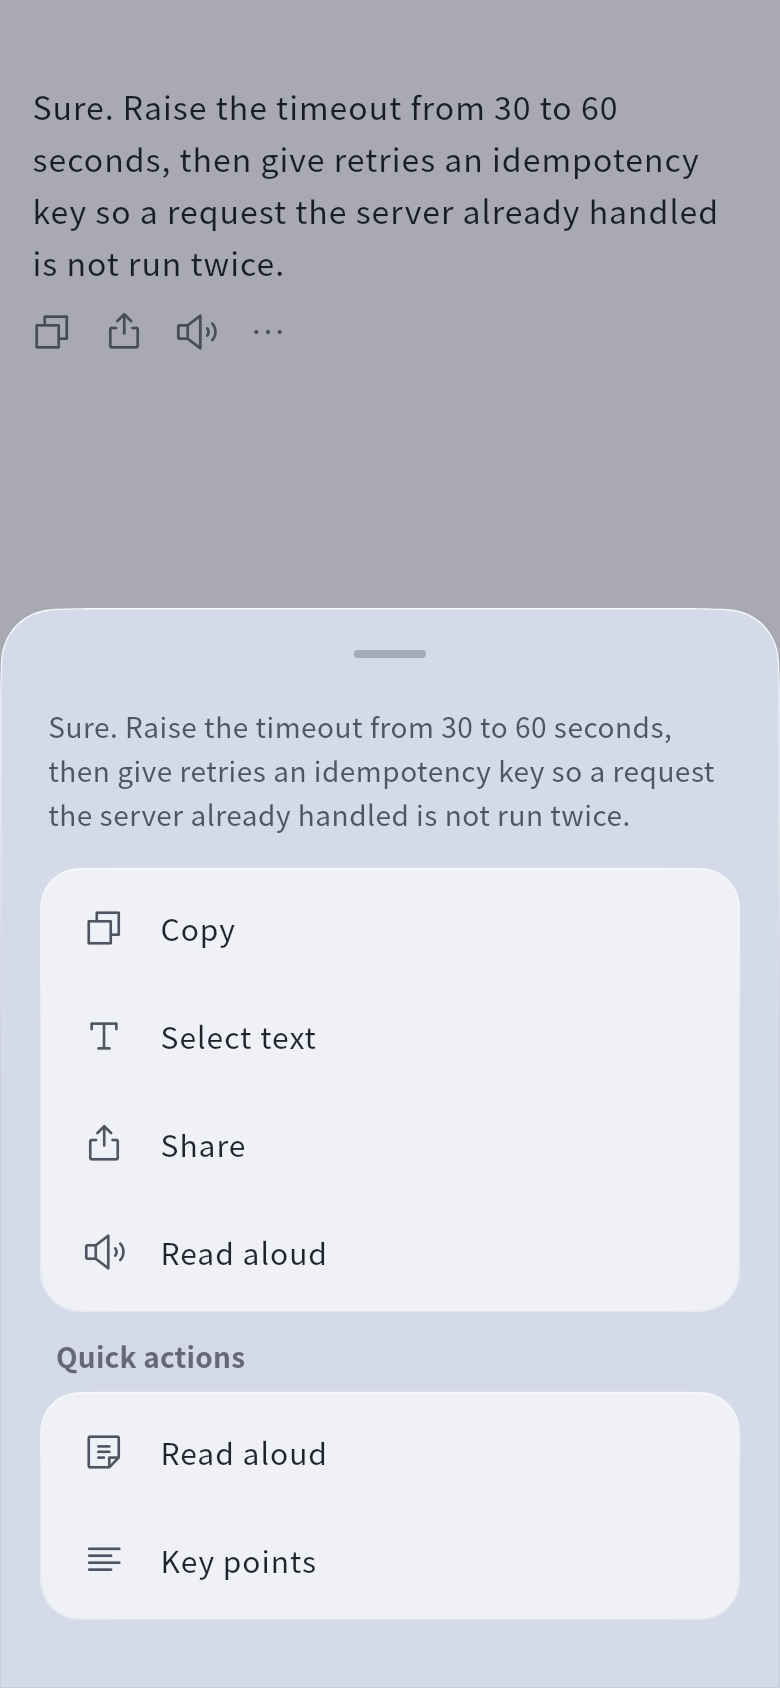 Sure. Raise the timeout from 30 to 60
seconds, then give retries an idempotency
key so a request the server already handled
is not run twice.
Sure. Raise the timeout from 30 to 60 seconds,
then give retries an idempotency key so a request
the server already handled is not run twice.
Copy
Select text
Share
Read aloud
Quick actions
Read aloud
Key points